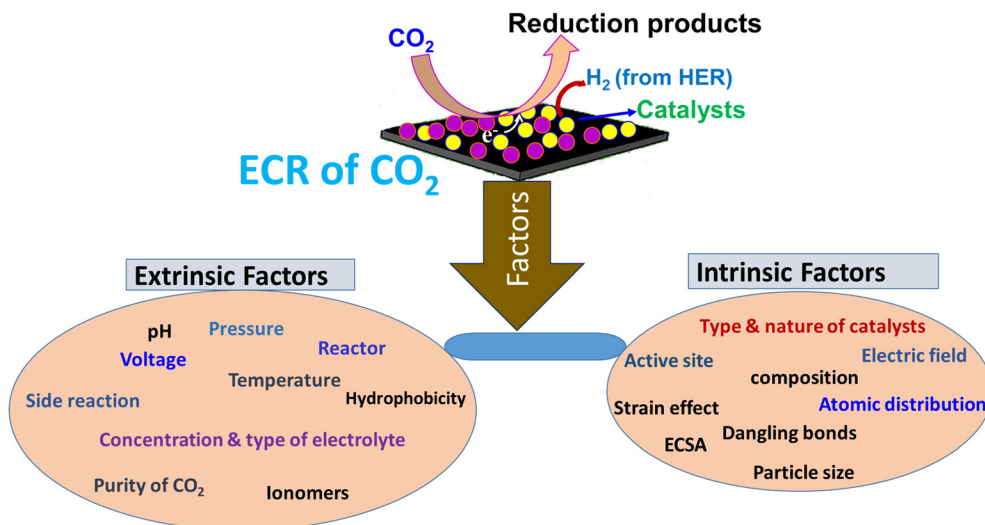 Reduction products
CO₂
H₂ (from HER)
Catalysts
e⁻
ECR of CO₂
Factors
Extrinsic Factors
pH
Pressure
Voltage
Reactor
Temperature
Side reaction
Hydrophobicity
Concentration & type of electrolyte
Purity of CO₂
Ionomers
Intrinsic Factors
Type & nature of catalysts
Active site
Electric field
composition
Strain effect
Atomic distribution
ECSA
Dangling bonds
Particle size